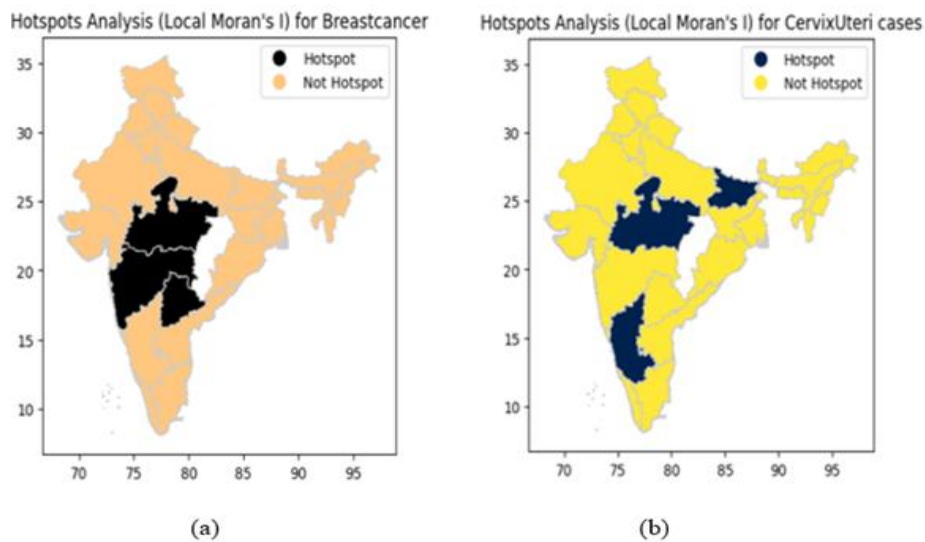 Hotspots Analysis (Local Moran's I) for Breastcancer
Hotspot
Not Hotspot
35
30
25
20
15
10
70 75 80 85 90 95
(a)
Hotspots Analysis (Local Moran's I) for CervixUteri cases
Hotspot
Not Hotspot
35
30
25
20
15
10
70 75 80 85 90 95
(b)